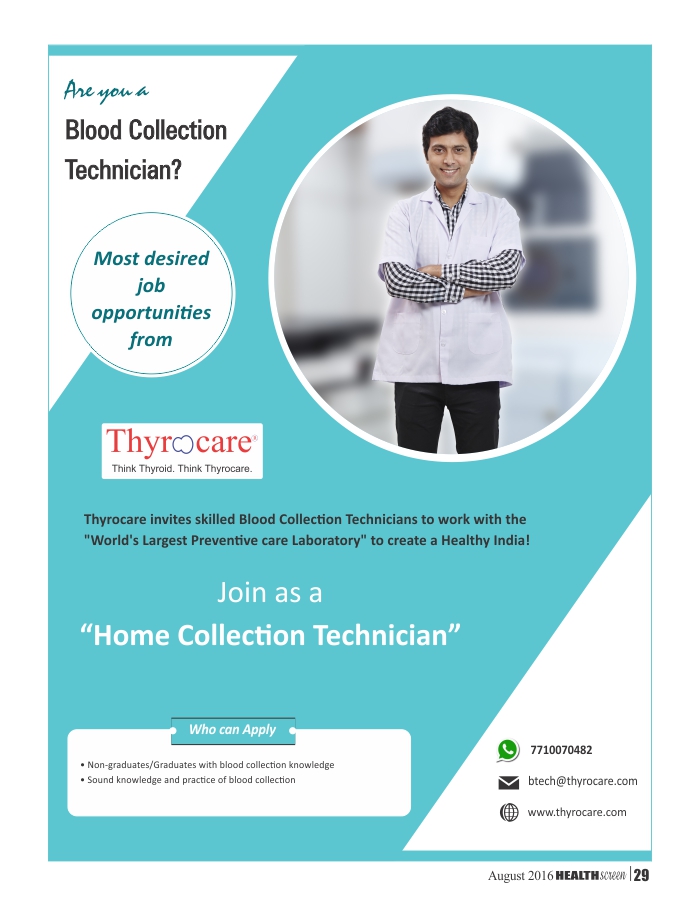 Are you a
Blood Collection
Technician?
Most desired
job
opportunities
from
Thyrocare®
Think Thyroid. Think Thyrocare.
Thyrocare invites skilled Blood Collection Technicians to work with the
"World's Largest Preventive care Laboratory" to create a Healthy India!
Join as a
“Home Collection Technician”
Who can Apply
• Non-graduates/Graduates with blood collection knowledge
• Sound knowledge and practice of blood collection
7710070482
btech@thyrocare.com
www.thyrocare.com
August 2016 HEALTHscreen 29